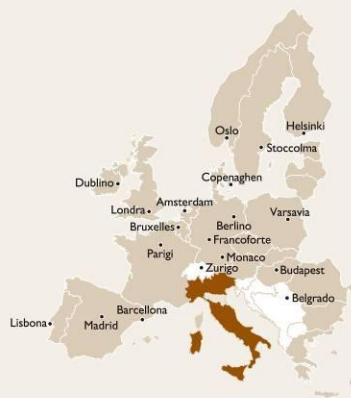 Oslo
Helsinki
Stoccolma
Copenaghen
Dublino
Amsterdam
Londra
Berlino
Varsavia
Bruxelles
Francoforte
Parigi
Monaco
Zurigo
Budapest
Belgrado
Barcellona
Lisbona
Madrid